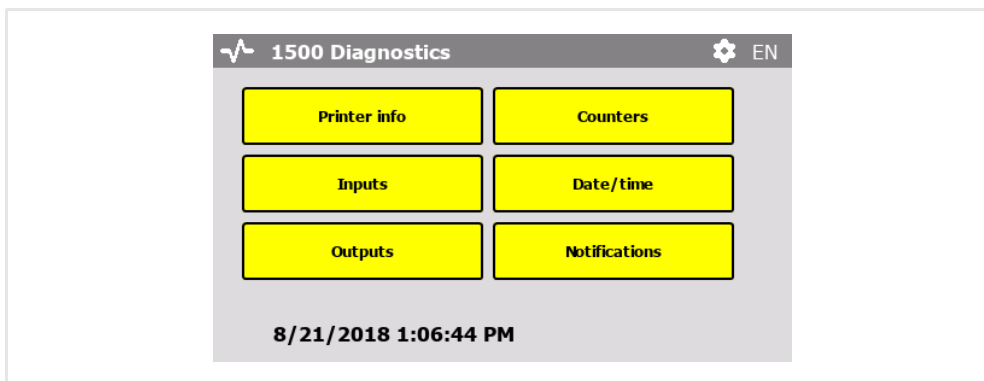 1500 Diagnostics EN
Printer info Counters
Inputs Date/time
Outputs Notifications
8/21/2018 1:06:44 PM